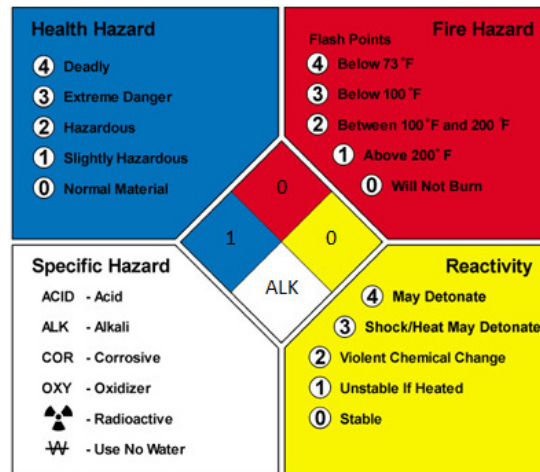 Health Hazard
4 Deadly
3 Extreme Danger
2 Hazardous
1 Slightly Hazardous
0 Normal Material
Fire Hazard
Flash Points
4 Below 73°F
3 Below 100°F
2 Between 100°F and 200°F
1 Above 200°F
0 Will Not Burn
0
1
0
ALK
Specific Hazard
ACID - Acid
ALK - Alkali
COR - Corrosive
OXY - Oxidizer
- Radioactive
W - Use No Water
Reactivity
4 May Detonate
3 Shock/Heat May Detonate
2 Violent Chemical Change
1 Unstable If Heated
0 Stable